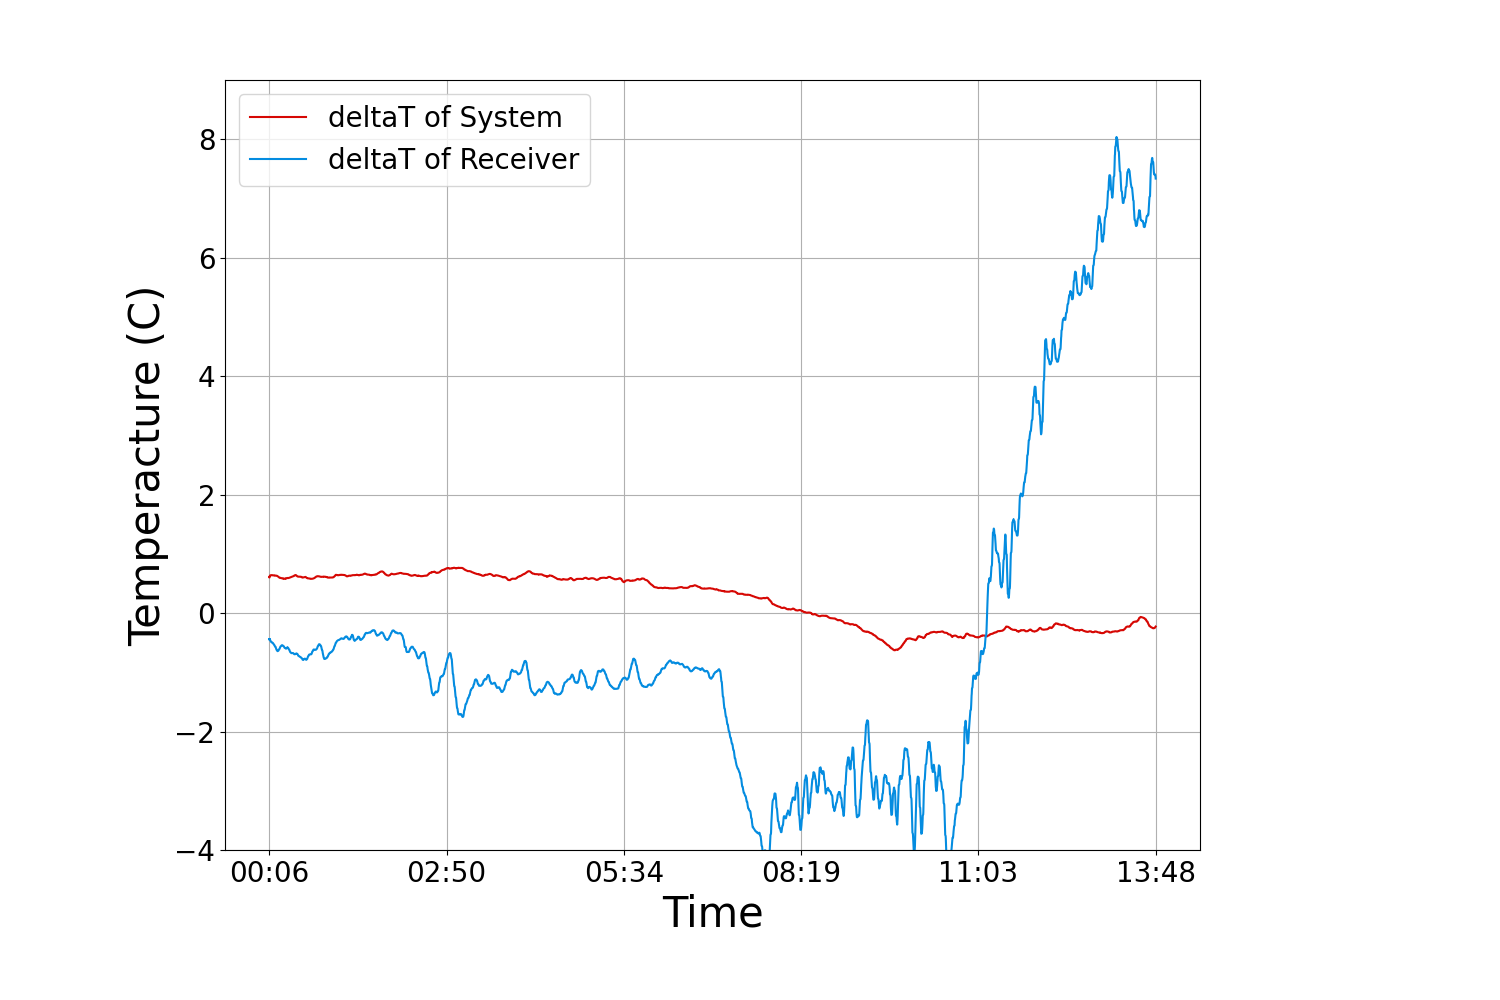 deltaT of System
deltaT of Receiver
8
6
4
2
0
−2
−4
Temperacture (C)
00:06 02:50 05:34 08:19 11:03 13:48
Time